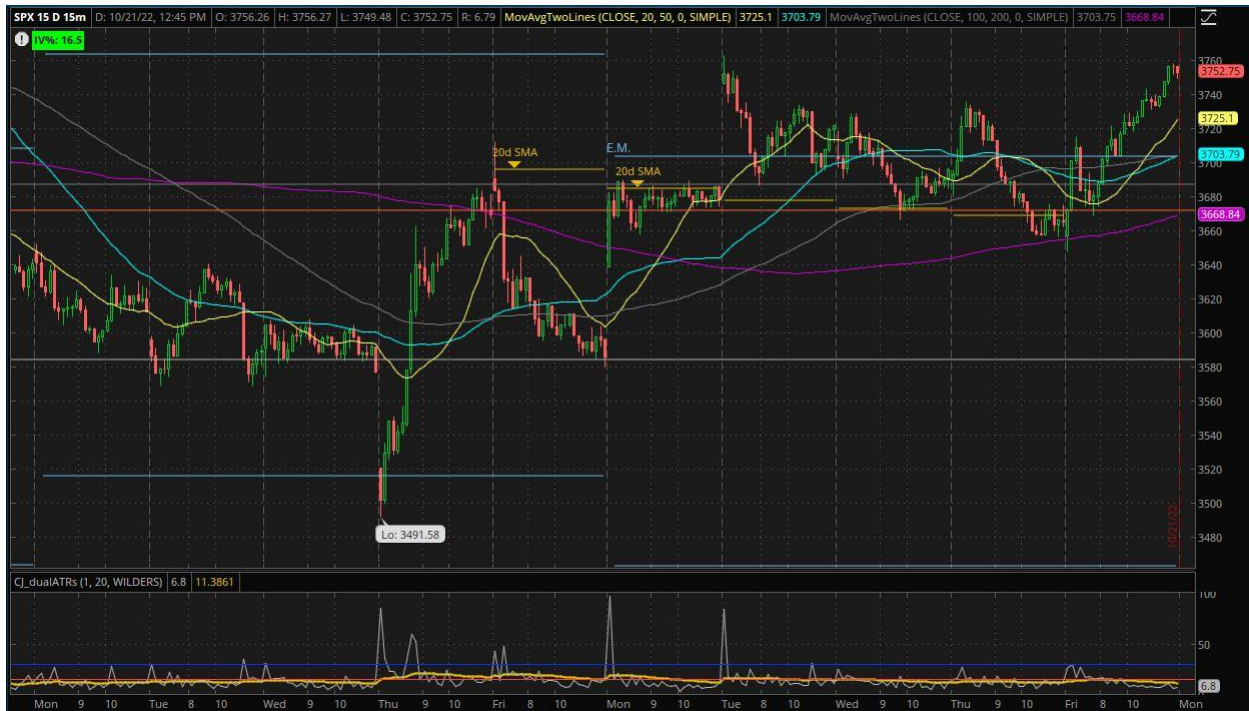 SPX 15 D 15m D: 10/21/22, 12:45 PM O: 3756.26 H: 3756.27 L: 3749.48 C: 3752.75 R: 6.79 MovAvgTwoLines (CLOSE, 20, 50, 0, SIMPLE) 3725.1 3703.79 MovAvgTwoLines (CLOSE, 100, 200, 0, SIMPLE) 3703.75 3668.84
IV%: 16.5
3760
3752.75
3740
3725.1
3720
20d SMA
E.M.
3703.79
3700
20d SMA
3680
3668.84
3660
3640
3620
3600
3580
3560
3540
3520
3500
10/21/22
Lo: 3491.58
3480
CJ_dualATRs (1, 20, WILDERS) 6.8 11.3861
100
50
6.8
Mon 9 10 Tue 8 10 Wed 9 10 Thu 9 10 Fri 8 10 Mon 9 10 Tue 8 10 Wed 9 10 Thu 9 10 Fri 8 10 Mon